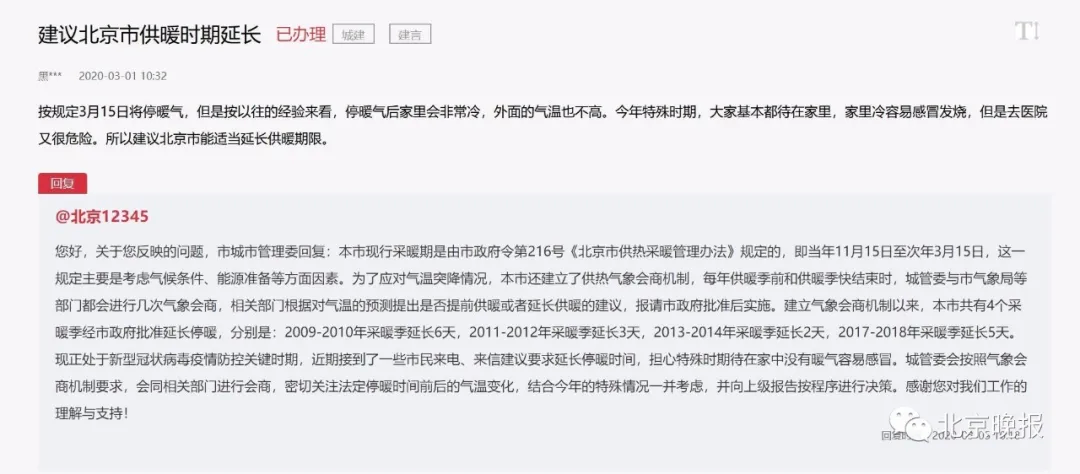 建议北京市供暖时期延长 已办理 城建 建言 T
黑*** 2020-03-01 10:32
按规定3月15日将停暖气，但是按以往的经验来看，停暖气后家里会非常冷，外面的气温也不高。今年特殊时期，大家基本都待在家里，家里冷容易感冒发烧，但是去医院
又很危险。所以建议北京市能适当延长供暖期限。
回复
@北京12345
您好，关于您反映的问题，市城市管理委回复：本市现行采暖期是由市政府令第216号《北京市供热采暖管理办法》规定的，即当年11月15日至次年3月15日，这一
规定主要是考虑气候条件、能源准备等方面因素。为了应对气温突降情况，本市还建立了供热气象会商机制，每年供暖季前和供暖季快结束时，城管委与市气象局等
部门都会进行几次气象会商，相关部门根据对气温的预测提出是否提前供暖或者延长供暖的建议，报请市政府批准后实施。建立气象会商机制以来，本市共有4个采
暖季经市政府批准延长停暖，分别是：2009-2010年采暖季延长6天，2011-2012年采暖季延长3天，2013-2014年采暖季延长2天，2017-2018年采暖季延长5天。
现正处于新型冠状病毒疫情防控关键时期，近期接到了一些市民来电、来信建议要求延长停暖时间，担心特殊时期待在家中没有暖气容易感冒。城管委会按照气象会
商机制要求，会同相关部门进行会商，密切关注法定停暖时间前后的气温变化，结合今年的特殊情况一并考虑，并向上级报告按程序进行决策。感谢您对我们工作的
理解与支持！
北京晚报